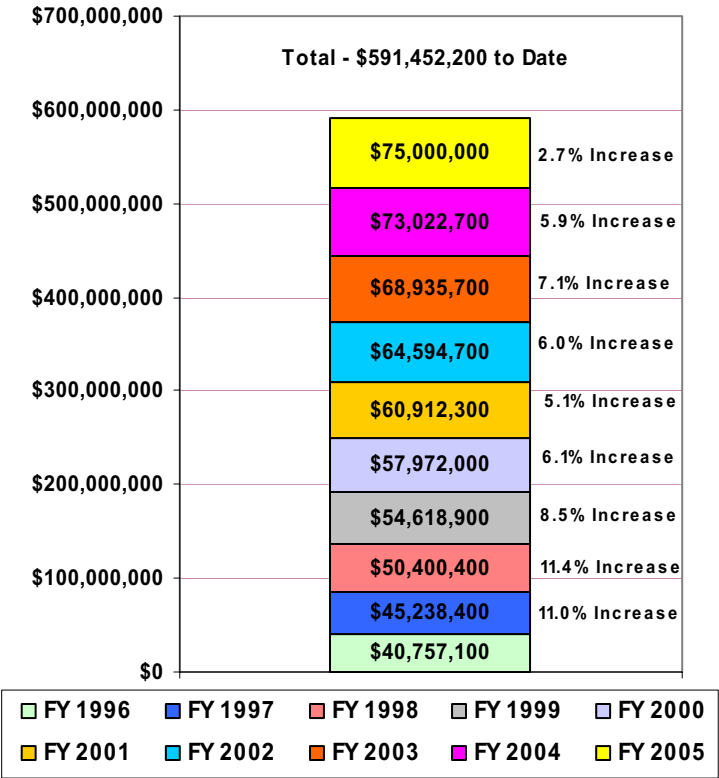 $700,000,000
Total - $591,452,200 to Date
$600,000,000
$75,000,000
2.7% Increase
$500,000,000
$73,022,700
5.9% Increase
$68,935,700
7.1% Increase
$400,000,000
$64,594,700
6.0% Increase
$300,000,000
$60,912,300
5.1% Increase
$57,972,000
6.1% Increase
$200,000,000
$54,618,900
8.5% Increase
$100,000,000
$50,400,400
11.4% Increase
$45,238,400
11.0% Increase
$40,757,100
$0
FY 1996 FY 1997 FY 1998 FY 1999 FY 2000
FY 2001 FY 2002 FY 2003 FY 2004 FY 2005